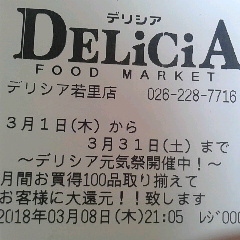 デリシア
DELiCiA
FOOD MARKET
デリシア若里店 026-228-7716
3月1日(木)から
3月31日(土)まで
～デリシア元気祭開催中!～
月間お買得100品取り揃えて
お客様に大還元!!致します
2018年03月08日(木)21:05 レジ000